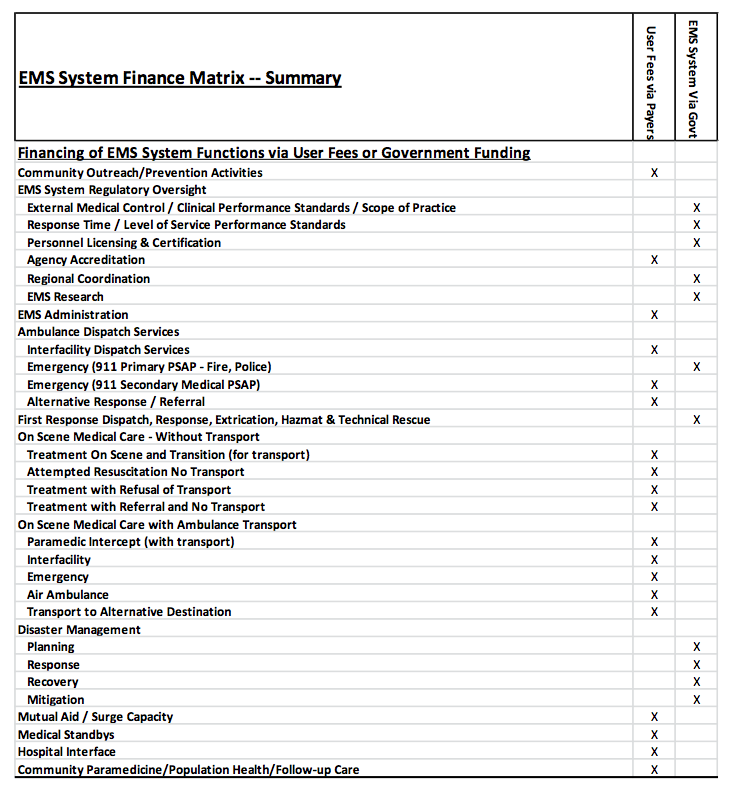 User Fees via Payers
EMS System Via Govt
EMS System Finance Matrix -- Summary
Financing of EMS System Functions via User Fees or Government Funding
Community Outreach/Prevention Activities X
EMS System Regulatory Oversight
External Medical Control / Clinical Performance Standards / Scope of Practice X
Response Time / Level of Service Performance Standards X
Personnel Licensing & Certification X
Agency Accreditation X
Regional Coordination X
EMS Research X
EMS Administration X
Ambulance Dispatch Services
Interfacility Dispatch Services X
Emergency (911 Primary PSAP - Fire, Police) X
Emergency (911 Secondary Medical PSAP) X
Alternative Response / Referral X
First Response Dispatch, Response, Extrication, Hazmat & Technical Rescue X
On Scene Medical Care - Without Transport
Treatment On Scene and Transition (for transport) X
Attempted Resuscitation No Transport X
Treatment with Refusal of Transport X
Treatment with Referral and No Transport X
On Scene Medical Care with Ambulance Transport
Paramedic Intercept (with transport) X
Interfacility X
Emergency X
Air Ambulance X
Transport to Alternative Destination X
Disaster Management
Planning X
Response X
Recovery X
Mitigation X
Mutual Aid / Surge Capacity X
Medical Standbys X
Hospital Interface X
Community Paramedicine/Population Health/Follow-up Care X